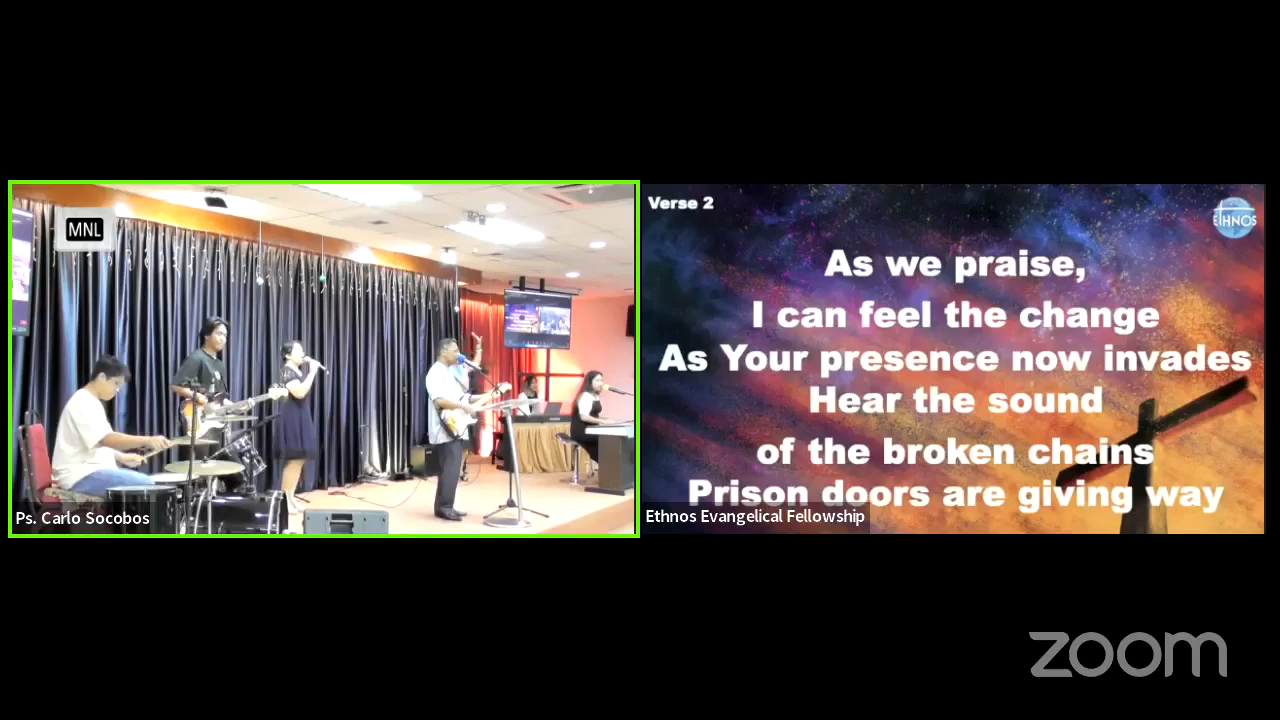 MNL
Ps. Carlo Socobos
Verse 2
ETHNOS
As we praise,
I can feel the change
As Your presence now invades
Hear the sound
of the broken chains
Prison doors are giving way
Ethnos Evangelical Fellowship
zoom